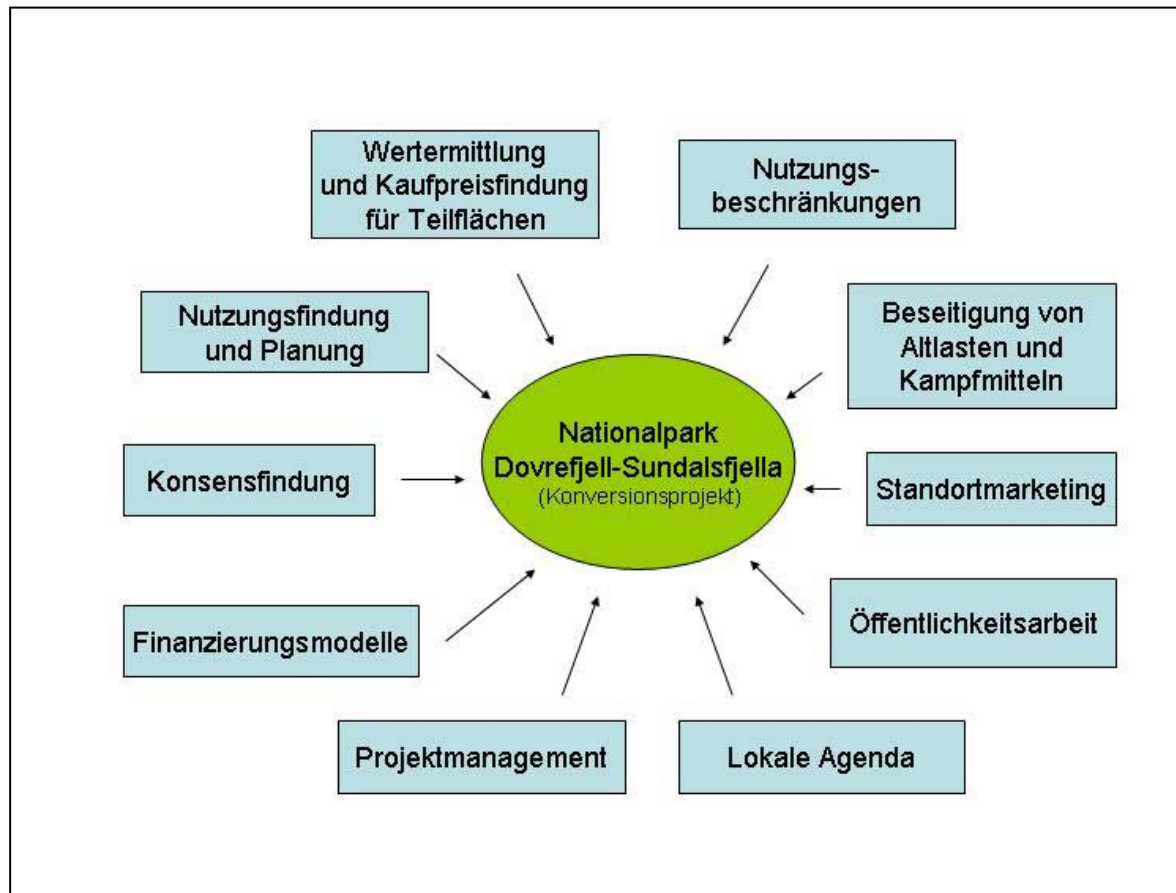 Wertermittlung
und Kaufpreisfindung
für Teilflächen
Nutzungs-
beschränkungen
Nutzungsfindung
und Planung
Beseitigung von
Altlasten und
Kampfmitteln
Nationalpark
Dovrefjell-Sundalsfjella
(Konversionsprojekt)
Konsensfindung
Standortmarketing
Finanzierungsmodelle
Öffentlichkeitsarbeit
Projektmanagement
Lokale Agenda